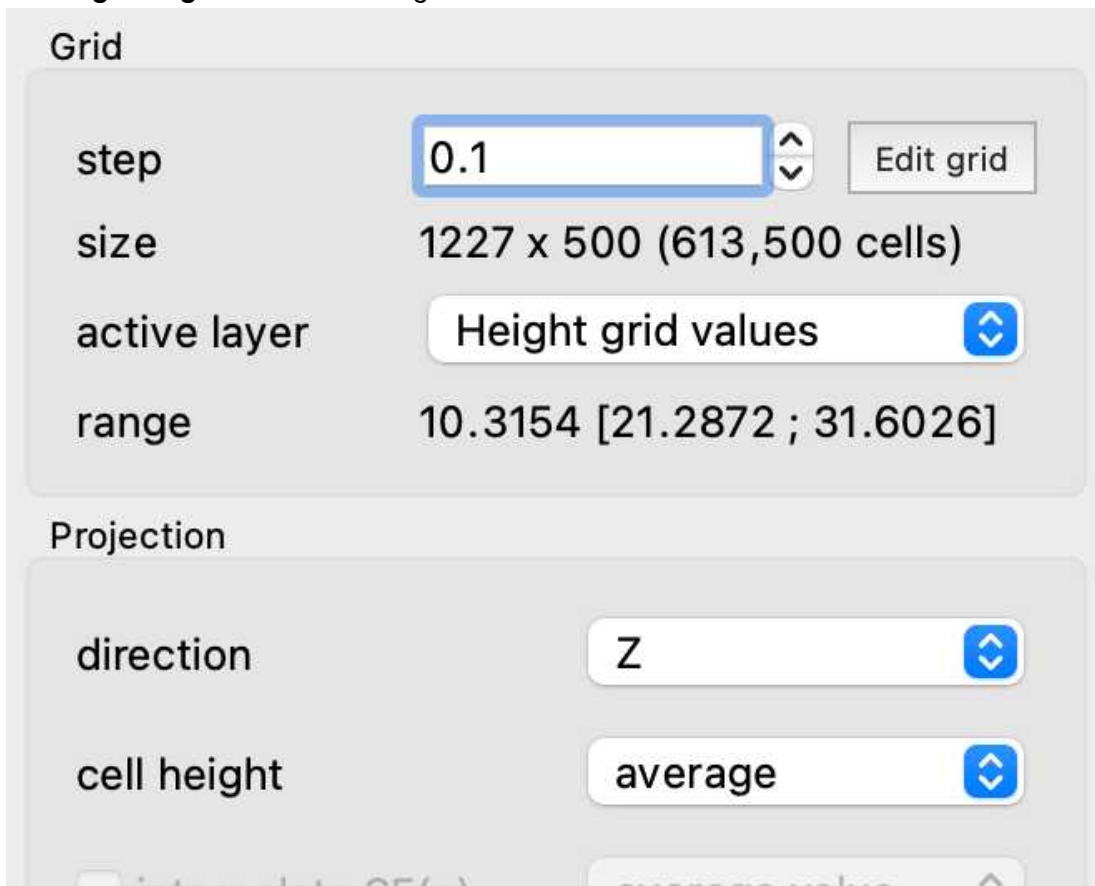 Grid
step 0.1 Edit grid
size 1227 x 500 (613,500 cells)
active layer Height grid values
range 10.3154 [21.2872 ; 31.6026]
Projection
direction Z
cell height average